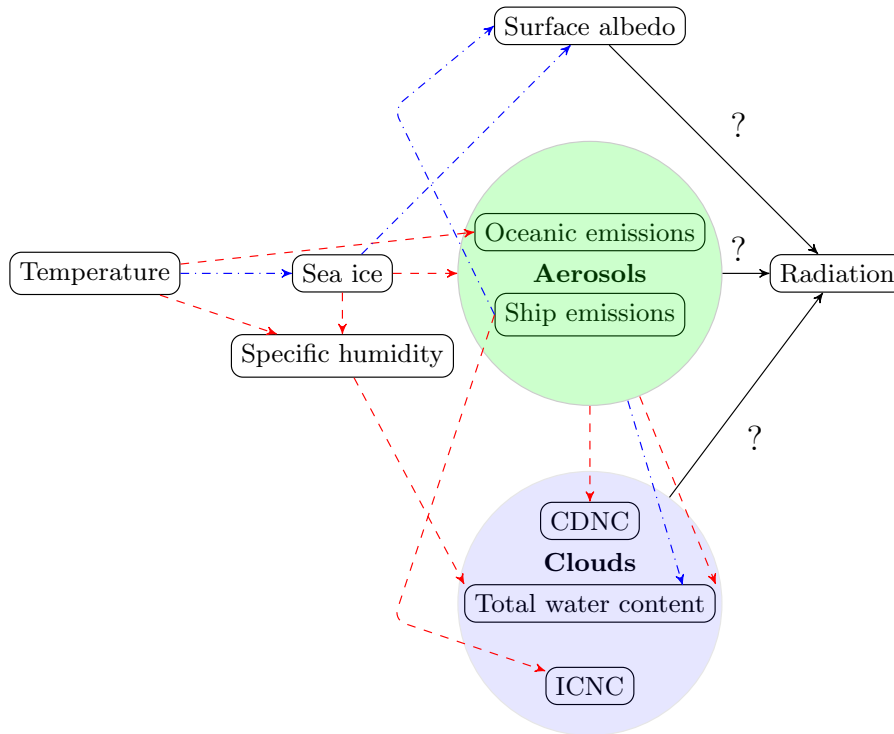 Surface albedo
?
Oceanic emissions
?
Temperature
Sea ice
Aerosols
Radiation
Ship emissions
Specific humidity
?
CDNC
Clouds
Total water content
ICNC